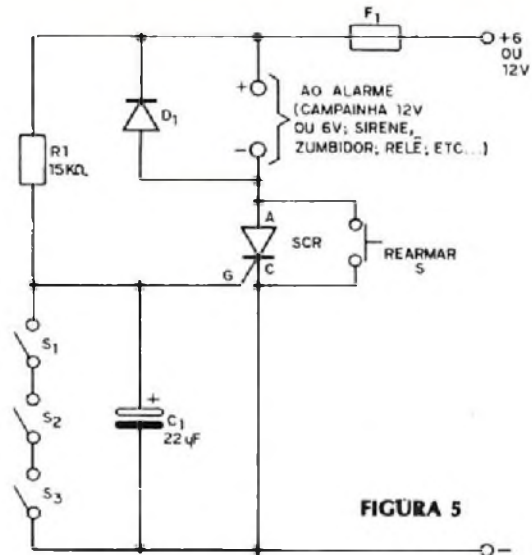 F1
+6
OU
12V
D1
+
AO ALARME
(CAMPAINHA 12V
OU 6V; SIRENE,
ZUMBIDOR; RELÊ; ETC...)
-
R1
15KΩ
A
SCR
G
C
REARMAR
S
S1
S2
S3
+
C1
22µF
FIGURA 5
-